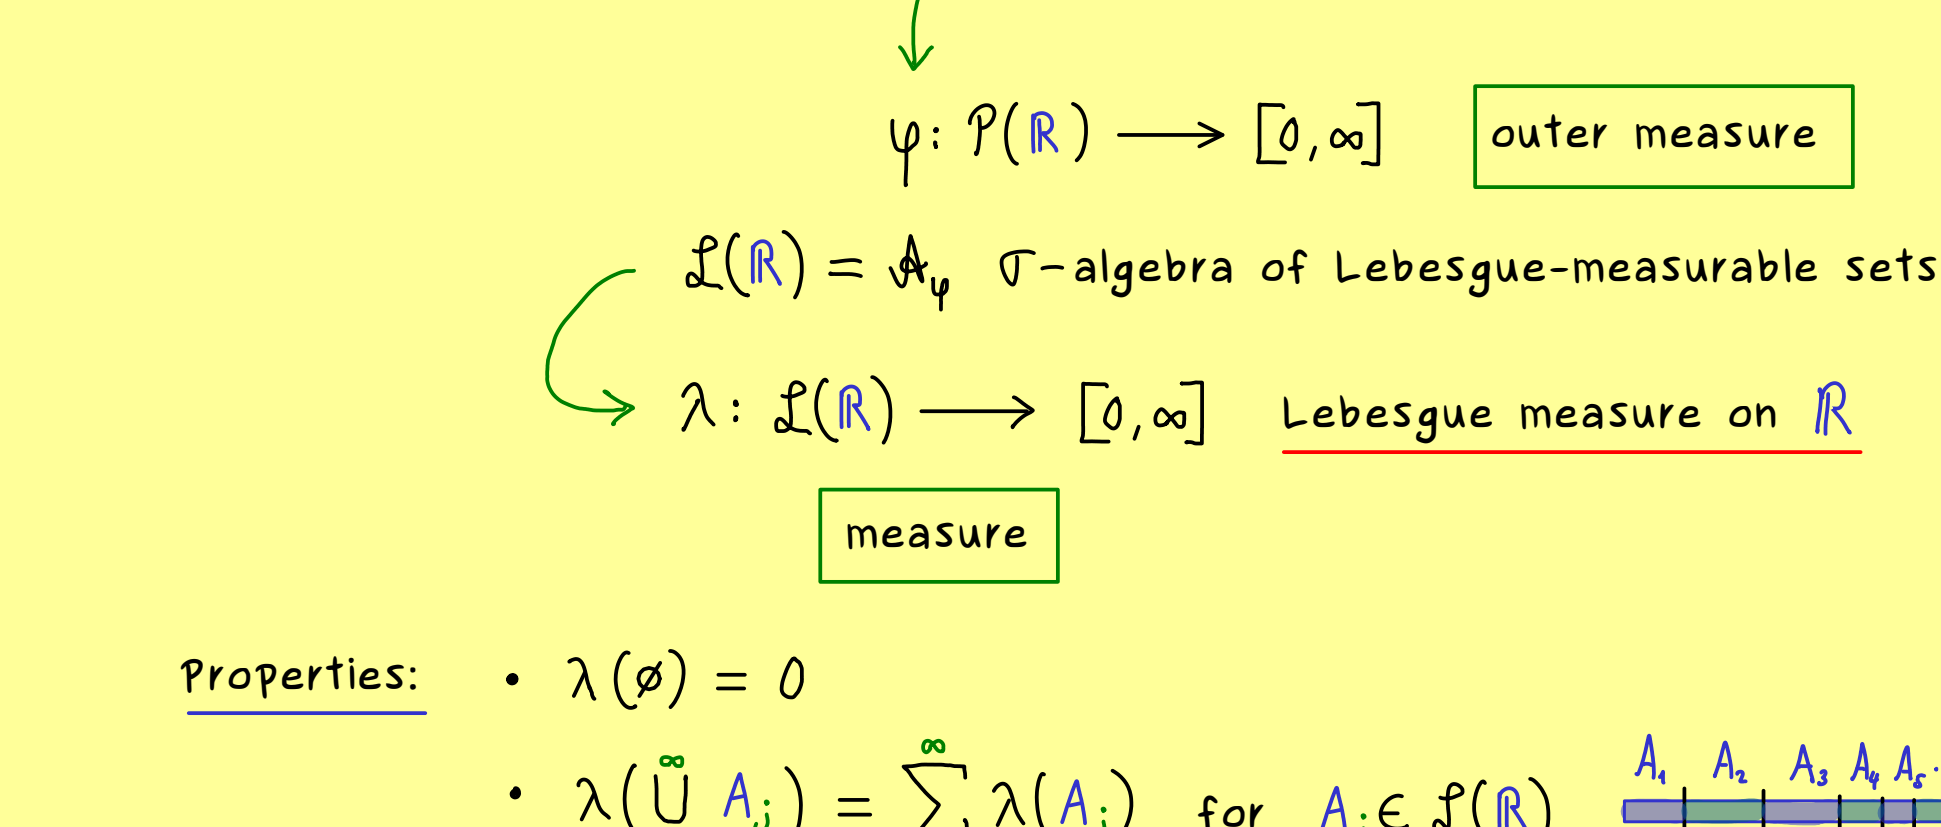 φ: P(ℝ) ⟶ [0,∞] outer measure
ℒ(ℝ) = 𝒜_φ σ-algebra of Lebesgue-measurable sets
λ: ℒ(ℝ) ⟶ [0,∞] Lebesgue measure on ℝ
measure
Properties: • λ(∅) = 0
• λ(⋃^∞ A_j) = ∑^∞ λ(A_j) for A_j ∈ ℒ(ℝ) A₁ A₂ A₃ A₄ A₅ ·